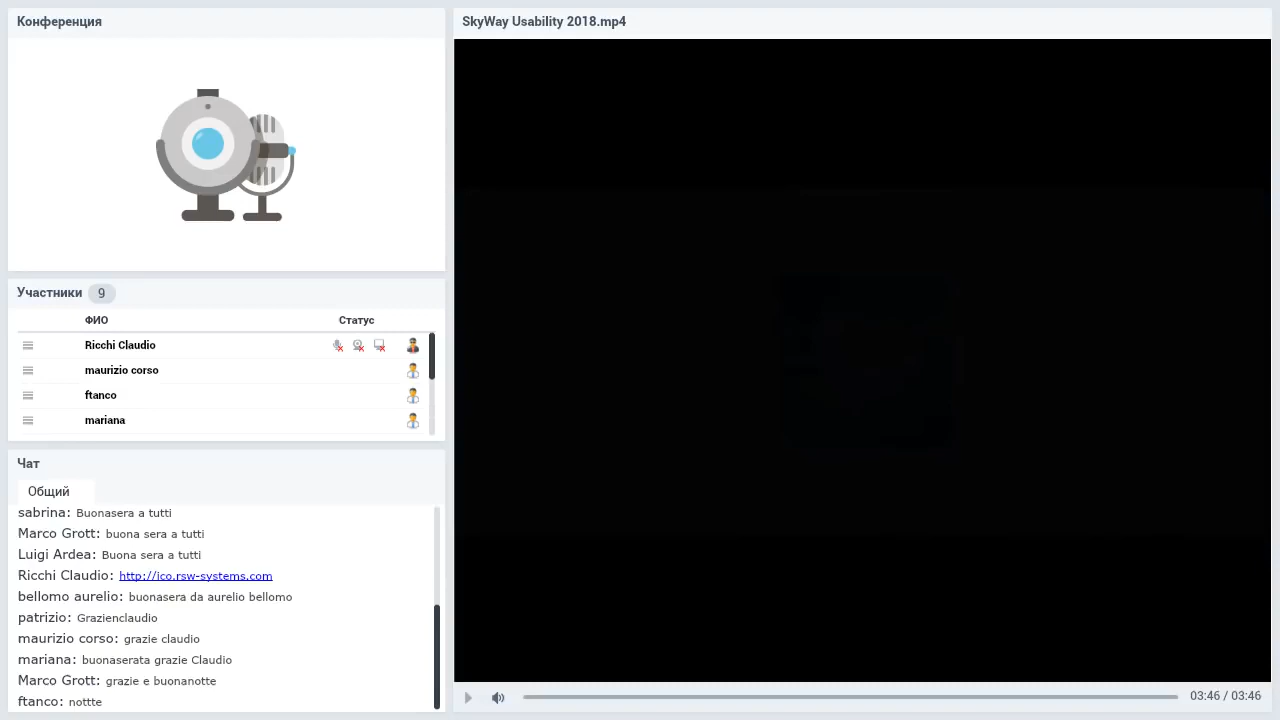 Конференция
SkyWay Usability 2018.mp4
Участники 9
ФИО Статус
Ricchi Claudio
maurizio corso
ftanco
mariana
Чат
Общий
sabrina: Buonasera a tutti
Marco Grott: buona sera a tutti
Luigi Ardea: Buona sera a tutti
Ricchi Claudio: http://ico.rsw-systems.com
bellomo aurelio: buonasera da aurelio bellomo
patrizio: Grazienclaudio
maurizio corso: grazie claudio
mariana: buonaserata grazie Claudio
Marco Grott: grazie e buonanotte
ftanco: nottte
03:46 / 03:46